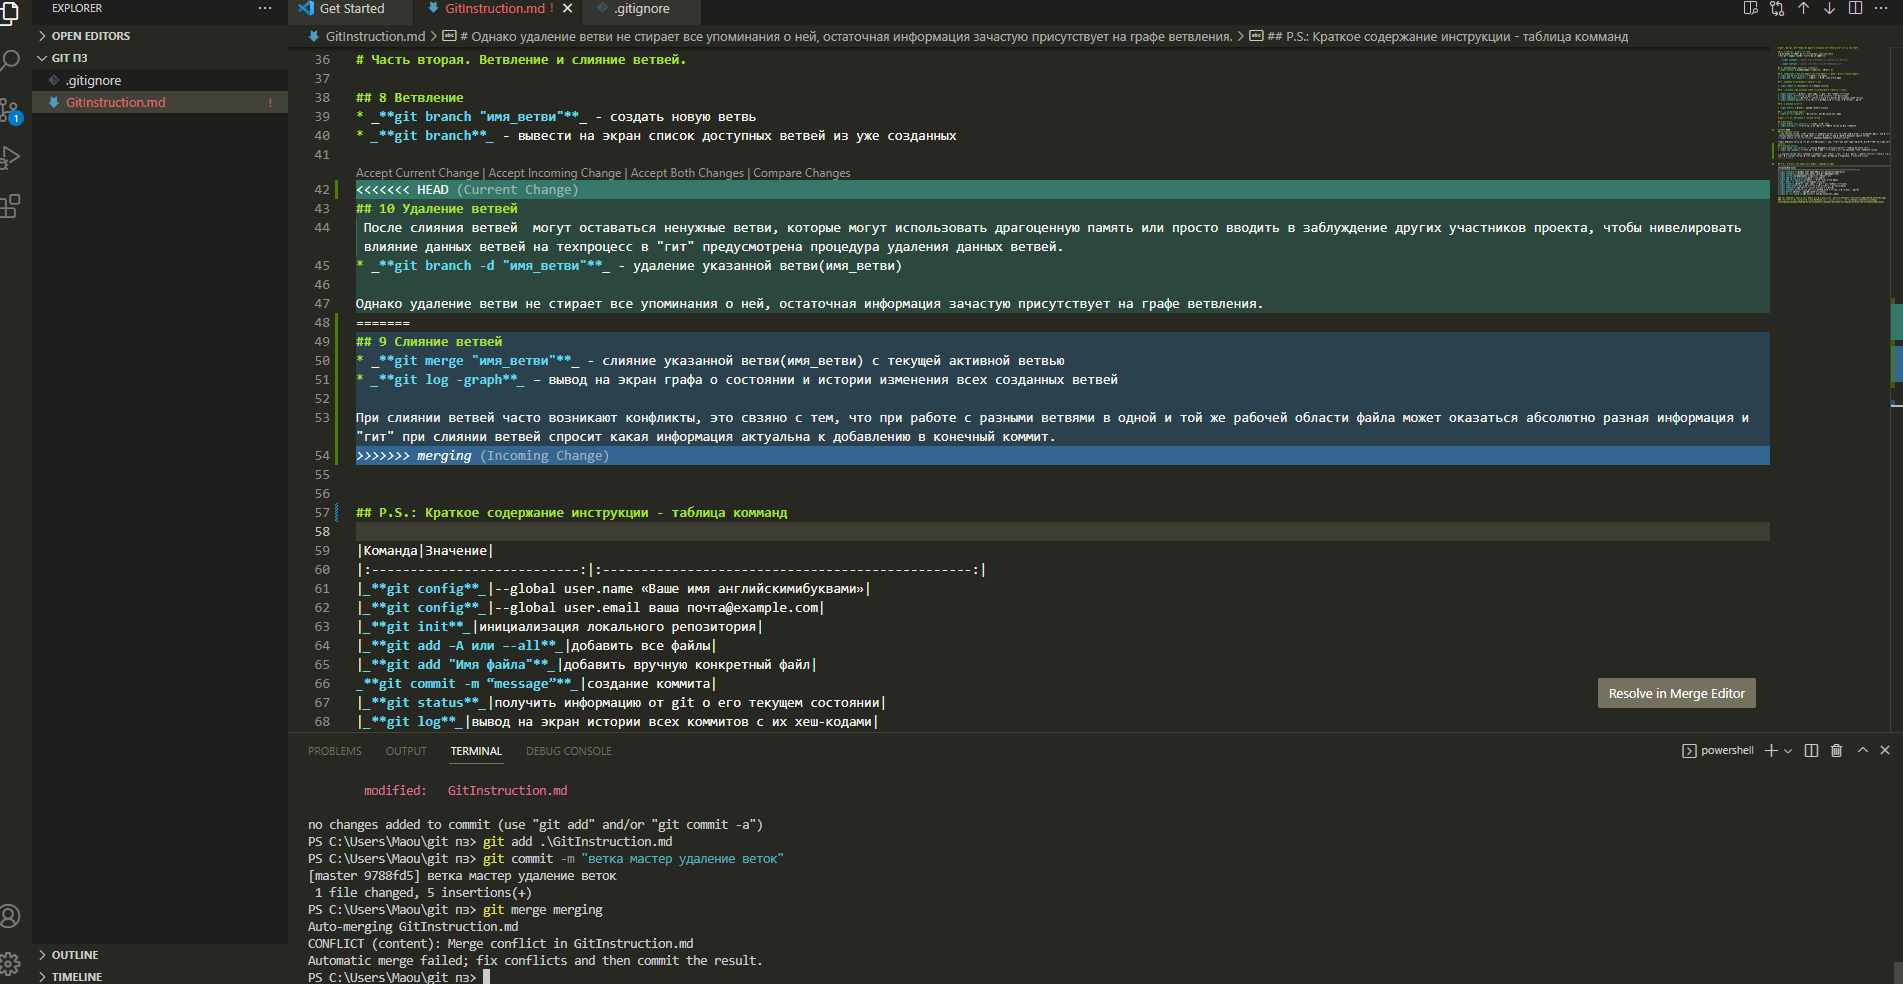 EXPLORER
Get Started
GitInstruction.md !
.gitignore
OPEN EDITORS
GitInstruction.md > # Однако удаление ветви не стирает все упоминания о ней, остаточная информация зачастую присутствует на графе ветвления. > ## P.S.: Краткое содержание инструкции - таблица комманд
GIT ПЗ
.gitignore
GitInstruction.md !
1
36 # Часть вторая. Ветвление и слияние ветвей.
37
38 ## 8 Ветвление
39 * _**git branch "имя_ветви"**_ - создать новую ветвь
40 * _**git branch**_ - вывести на экран список доступных ветвей из уже созданных
41
Accept Current Change | Accept Incoming Change | Accept Both Changes | Compare Changes
42 <<<<<<< HEAD (Current Change)
43 ## 10 Удаление ветвей
44 После слияния ветвей  могут оставаться ненужные ветви, которые могут использовать драгоценную память или просто вводить в заблуждение других участников проекта, чтобы нивелировать
влияние данных ветвей на техпроцесс в "гит" предусмотрена процедура удаления данных ветвей.
45 * _**git branch -d "имя_ветви"**_ - удаление указанной ветви(имя_ветви)
46
47 Однако удаление ветви не стирает все упоминания о ней, остаточная информация зачастую присутствует на графе ветвления.
48 =======
49 ## 9 Слияние ветвей
50 * _**git merge "имя_ветви"**_ - слияние указанной ветви(имя_ветви) с текущей активной ветвью
51 * _**git log -graph**_ – вывод на экран графа о состоянии и истории изменения всех созданных ветвей
52
53 При слиянии ветвей часто возникают конфликты, это свзяно с тем, что при работе с разными ветвями в одной и той же рабочей области файла может оказаться абсолютно разная информация и
"гит" при слиянии ветвей спросит какая информация актуальна к добавлению в конечный коммит.
54 >>>>>>> merging (Incoming Change)
55
56
57 ## P.S.: Краткое содержание инструкции - таблица комманд
58
59 |Команда|Значение|
60 |:---------------------------:|:------------------------------------------------:|
61 |_**git config**_|--global user.name «Ваше имя английскимибуквами»|
62 |_**git config**_|--global user.email ваша почта@example.com|
63 |_**git init**_|инициализация локального репозитория|
64 |_**git add –A или --all**_|добавить все файлы|
65 |_**git add "Имя файла"**_|добавить вручную конкретный файл|
66 _**git commit -m “message”**_|создание коммита|
67 |_**git status**_|получить информацию от git о его текущем состоянии|
68 |_**git log**_|вывод на экран истории всех коммитов с их хеш-кодами|
Resolve in Merge Editor
PROBLEMS OUTPUT TERMINAL DEBUG CONSOLE
powershell
modified: GitInstruction.md
no changes added to commit (use "git add" and/or "git commit -a")
PS C:\Users\Maou\git пз> git add .\GitInstruction.md
PS C:\Users\Maou\git пз> git commit -m "ветка мастер удаление веток"
[master 9788fd5] ветка мастер удаление веток
1 file changed, 5 insertions(+)
PS C:\Users\Maou\git пз> git merge merging
Auto-merging GitInstruction.md
CONFLICT (content): Merge conflict in GitInstruction.md
Automatic merge failed; fix conflicts and then commit the result.
PS C:\Users\Maou\git пз>
OUTLINE
TIMELINE